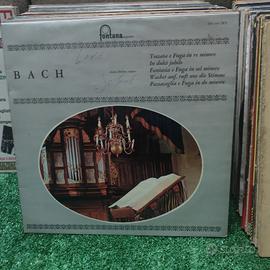 fontana
BACH
Toccata e Fuga in re minore
In dulci jubilo
Fantasia e Fuga in sol minore
Wachet auf, ruft uns die Stimme
Passacaglia e Fuga in do minore
subito